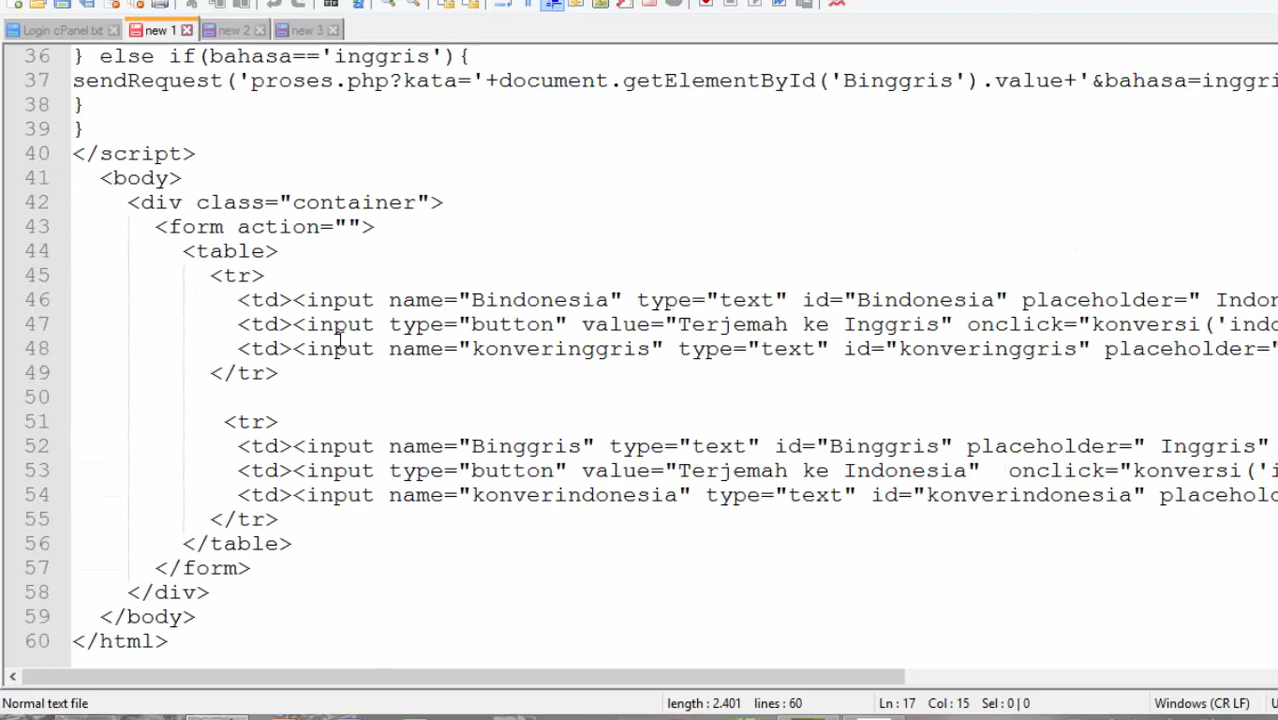 Login cPanel.txt new 1 new 2 new 3
36 } else if(bahasa=='inggris'){
37 sendRequest('proses.php?kata='+document.getElementById('Binggris').value+'&bahasa=inggri
38 }
39 }
40 </script>
41 <body>
42 <div class="container">
43 <form action="">
44 <table>
45 <tr>
46 <td><input name="Bindonesia" type="text" id="Bindonesia" placeholder=" Indon
47 <td><input type="button" value="Terjemah ke Inggris" onclick="konversi('indo
48 <td><input name="konveringgris" type="text" id="konveringgris" placeholder="
49 </tr>
50
51 <tr>
52 <td><input name="Binggris" type="text" id="Binggris" placeholder=" Inggris"
53 <td><input type="button" value="Terjemah ke Indonesia"  onclick="konversi('i
54 <td><input name="konverindonesia" type="text" id="konverindonesia" placehold
55 </tr>
56 </table>
57 </form>
58 </div>
59 </body>
60 </html>
Normal text file length : 2.401 lines : 60 Ln : 17 Col : 15 Sel : 0 | 0 Windows (CR LF)